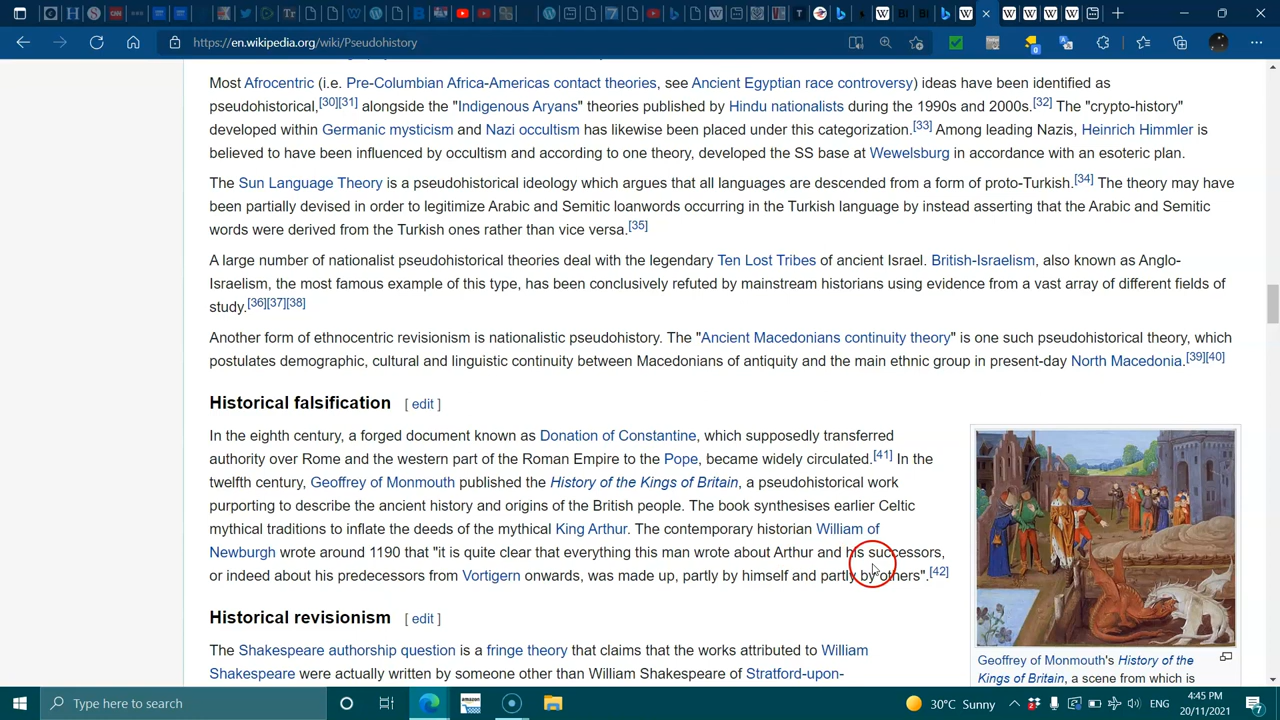 https://en.wikipedia.org/wiki/Pseudohistory
Most Afrocentric (i.e. Pre-Columbian Africa-Americas contact theories, see Ancient Egyptian race controversy) ideas have been identified as
pseudohistorical,[30][31] alongside the "Indigenous Aryans" theories published by Hindu nationalists during the 1990s and 2000s.[32] The "crypto-history"
developed within Germanic mysticism and Nazi occultism has likewise been placed under this categorization.[33] Among leading Nazis, Heinrich Himmler is
believed to have been influenced by occultism and according to one theory, developed the SS base at Wewelsburg in accordance with an esoteric plan.
The Sun Language Theory is a pseudohistorical ideology which argues that all languages are descended from a form of proto-Turkish.[34] The theory may have
been partially devised in order to legitimize Arabic and Semitic loanwords occurring in the Turkish language by instead asserting that the Arabic and Semitic
words were derived from the Turkish ones rather than vice versa.[35]
A large number of nationalist pseudohistorical theories deal with the legendary Ten Lost Tribes of ancient Israel. British-Israelism, also known as Anglo-
Israelism, the most famous example of this type, has been conclusively refuted by mainstream historians using evidence from a vast array of different fields of
study.[36][37][38]
Another form of ethnocentric revisionism is nationalistic pseudohistory. The "Ancient Macedonians continuity theory" is one such pseudohistorical theory, which
postulates demographic, cultural and linguistic continuity between Macedonians of antiquity and the main ethnic group in present-day North Macedonia.[39][40]
Historical falsification [ edit ]
In the eighth century, a forged document known as Donation of Constantine, which supposedly transferred
authority over Rome and the western part of the Roman Empire to the Pope, became widely circulated.[41] In the
twelfth century, Geoffrey of Monmouth published the History of the Kings of Britain, a pseudohistorical work
purporting to describe the ancient history and origins of the British people. The book synthesises earlier Celtic
mythical traditions to inflate the deeds of the mythical King Arthur. The contemporary historian William of
Newburgh wrote around 1190 that "it is quite clear that everything this man wrote about Arthur and his successors,
or indeed about his predecessors from Vortigern onwards, was made up, partly by himself and partly by others".[42]
Historical revisionism [ edit ]
The Shakespeare authorship question is a fringe theory that claims that the works attributed to William
Shakespeare were actually written by someone other than William Shakespeare of Stratford-upon-
Geoffrey of Monmouth's History of the
Kings of Britain, a scene from which is
Type here to search
30°C Sunny
ENG
4:45 PM
20/11/2021